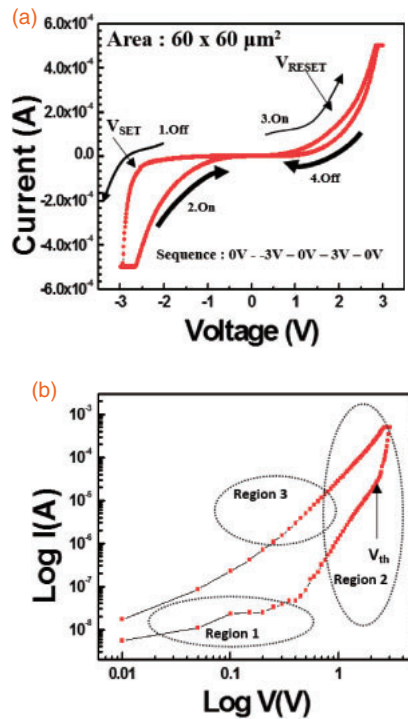 (a)
Area : 60 x 60 μm²
6.0x10⁻⁴
4.0x10⁻⁴
2.0x10⁻⁴
0.0
-2.0x10⁻⁴
-4.0x10⁻⁴
-6.0x10⁻⁴
Current (A)
V_SET
1.Off
2.On
V_RESET
3.On
4.Off
Sequence : 0V - -3V – 0V – 3V – 0V
-3 -2 -1 0 1 2 3
Voltage (V)
(b)
10⁻³
10⁻⁴
10⁻⁵
10⁻⁶
10⁻⁷
10⁻⁸
Log I(A)
Region 3
Region 1
Region 2
V_th
0.01 0.1 1
Log V(V)